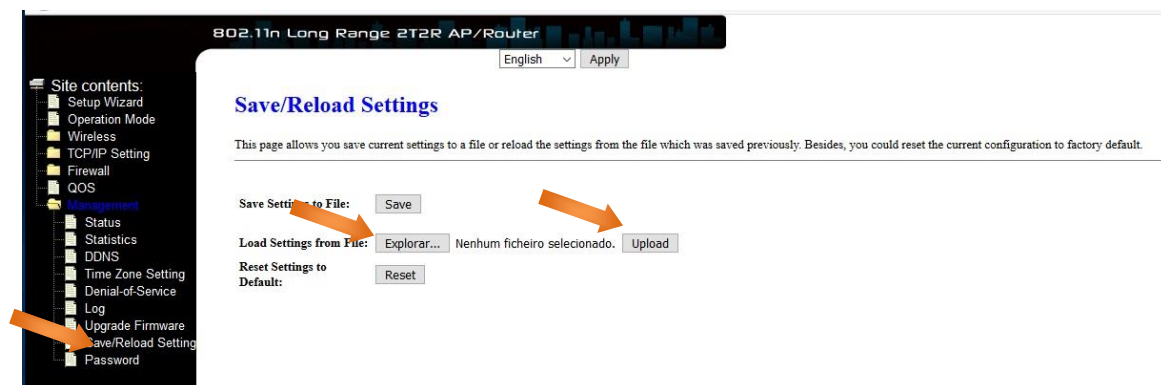 802.11n Long Range 2T2R AP/Router
English
Apply
Site contents:
Setup Wizard
Operation Mode
Wireless
TCP/IP Setting
Firewall
QOS
Management
Status
Statistics
DDNS
Time Zone Setting
Denial-of-Service
Log
Upgrade Firmware
Save/Reload Setting
Password
Save/Reload Settings
This page allows you save current settings to a file or reload the settings from the file which was saved previously. Besides, you could reset the current configuration to factory default.
Save Settings to File: Save
Load Settings from File: Explorar... Nenhum ficheiro selecionado. Upload
Reset Settings to
Default: Reset